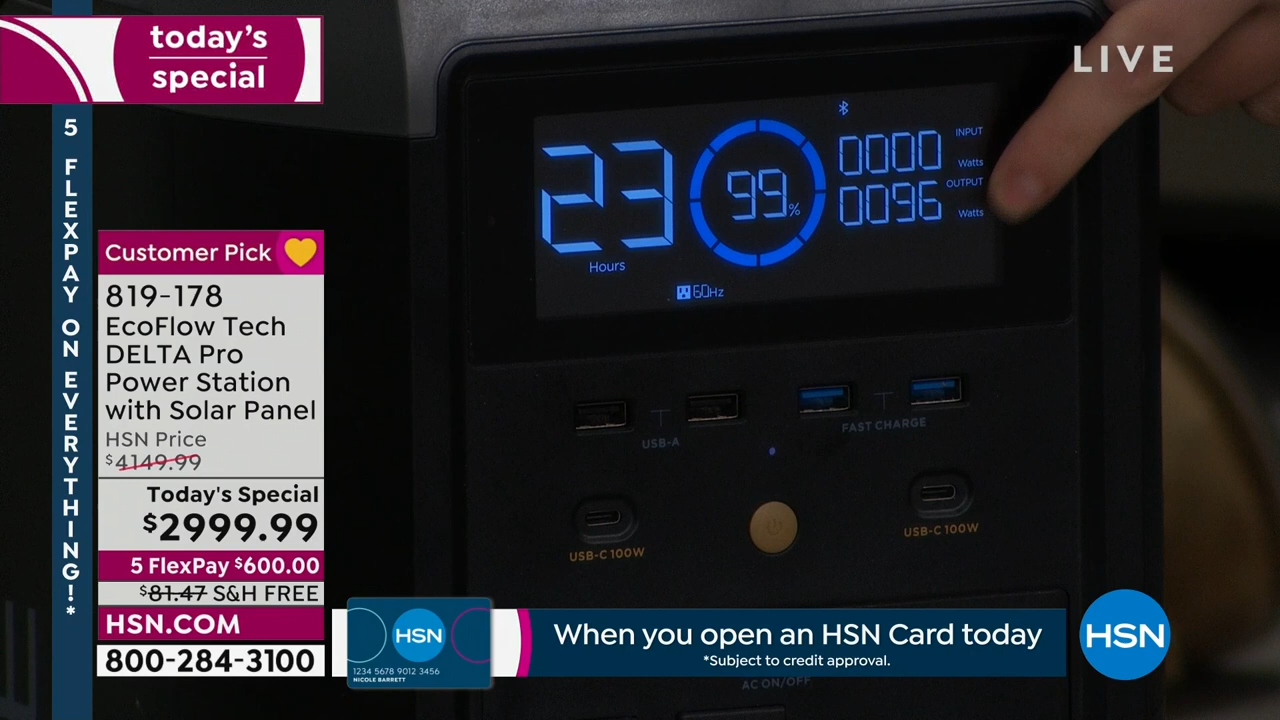 today's
special
LIVE
5 FLEXPAY ON EVERYTHING!*
Customer Pick
819-178
EcoFlow Tech
DELTA Pro
Power Station
with Solar Panel
HSN Price
$4149.99
Today's Special
$2999.99
5 FlexPay $600.00
$81.47 S&H FREE
HSN.COM
800-284-3100
23
Hours
99%
0000
INPUT
Watts
0096
OUTPUT
Watts
60Hz
USB-A
FAST CHARGE
USB-C 100W
USB-C 100W
AC ON/OFF
HSN
1234 5678 9012 3456
NICOLE BARRETT
When you open an HSN Card today
*Subject to credit approval.
HSN